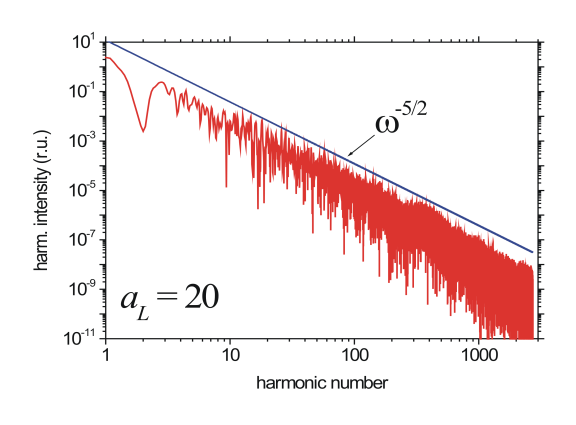 10^1
10^-1
10^-3
10^-5
10^-7
10^-9
10^-11
harm. intensity (r.u.)
ω^-5/2
a_L = 20
1 10 100 1000
harmonic number